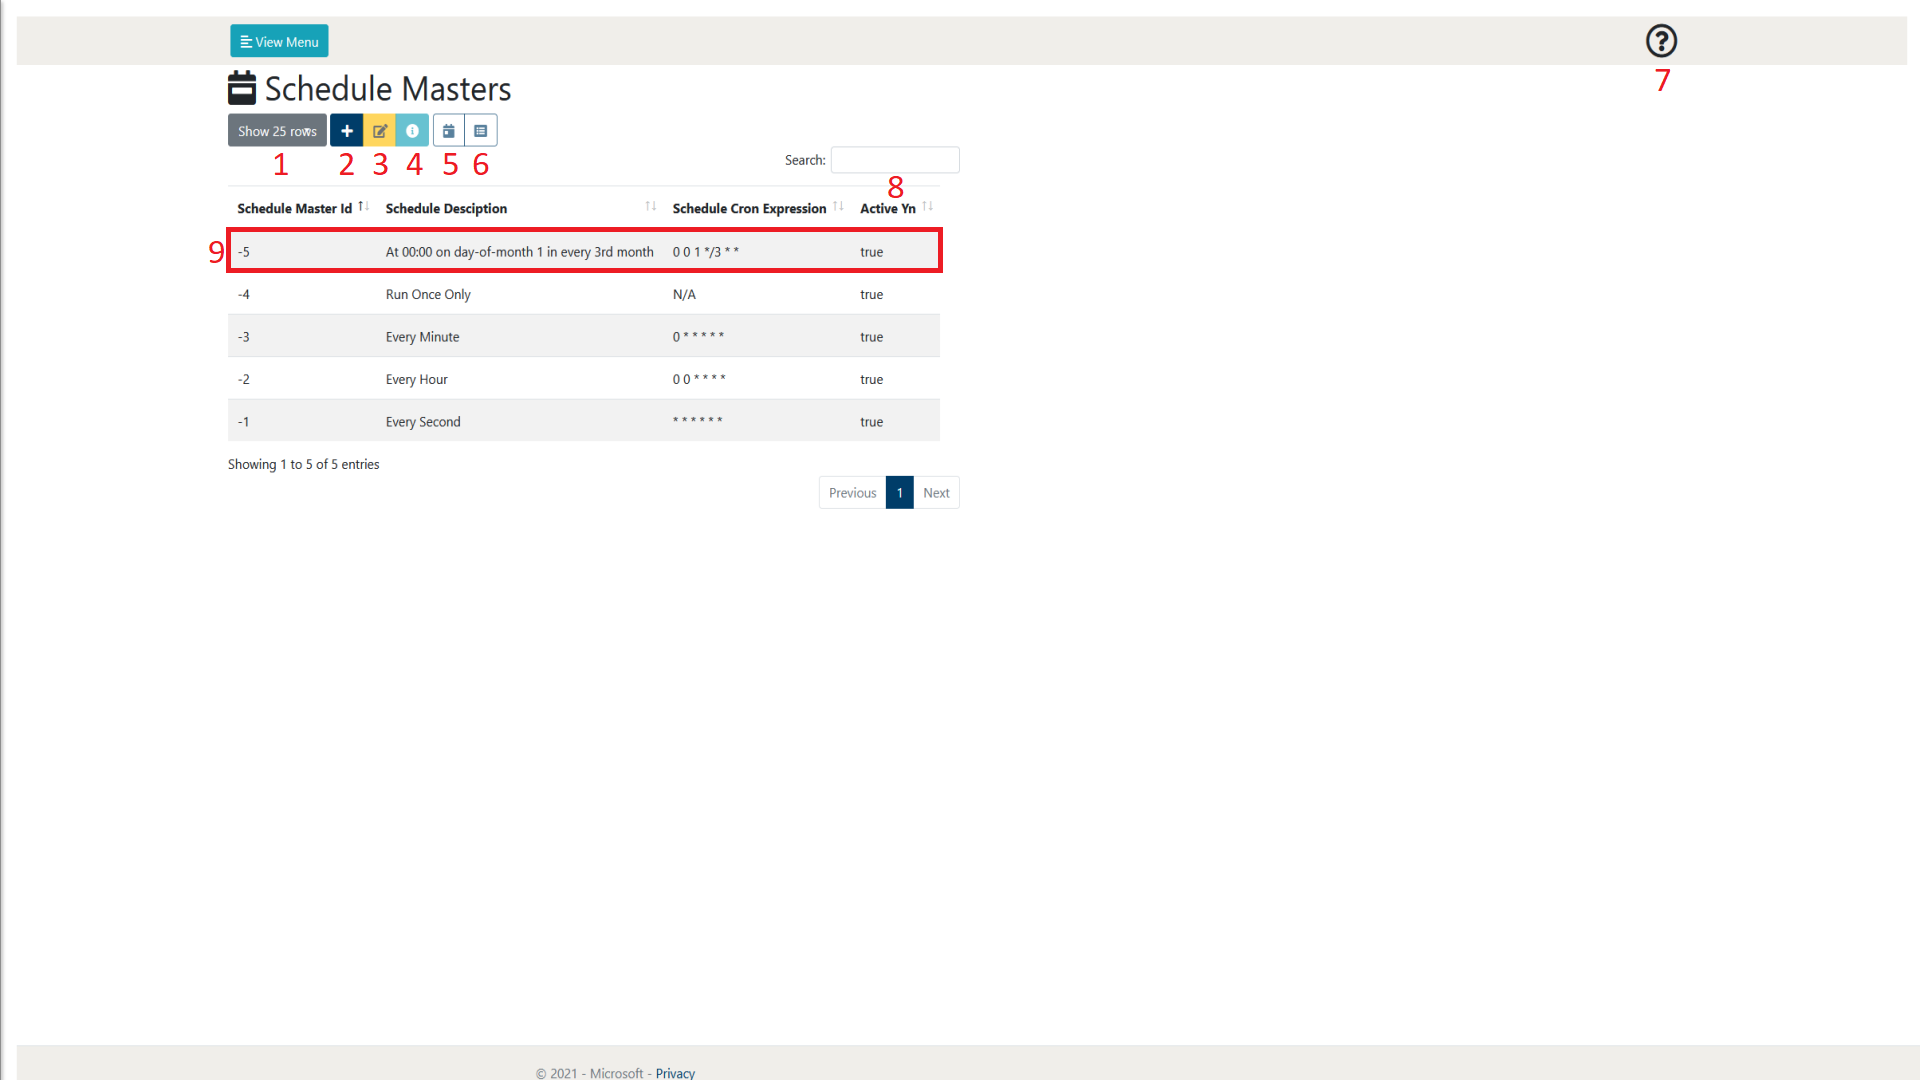 View Menu
7
Schedule Masters
Show 25 rows
1 2 3 4 5 6
Search:
8
Schedule Master Id Schedule Desciption Schedule Cron Expression Active Yn
9 -5 At 00:00 on day-of-month 1 in every 3rd month 0 0 1 */3 * * true
-4 Run Once Only N/A true
-3 Every Minute 0 * * * * * true
-2 Every Hour 0 0 * * * * true
-1 Every Second * * * * * * true
Showing 1 to 5 of 5 entries
Previous 1 Next
© 2021 - Microsoft - Privacy